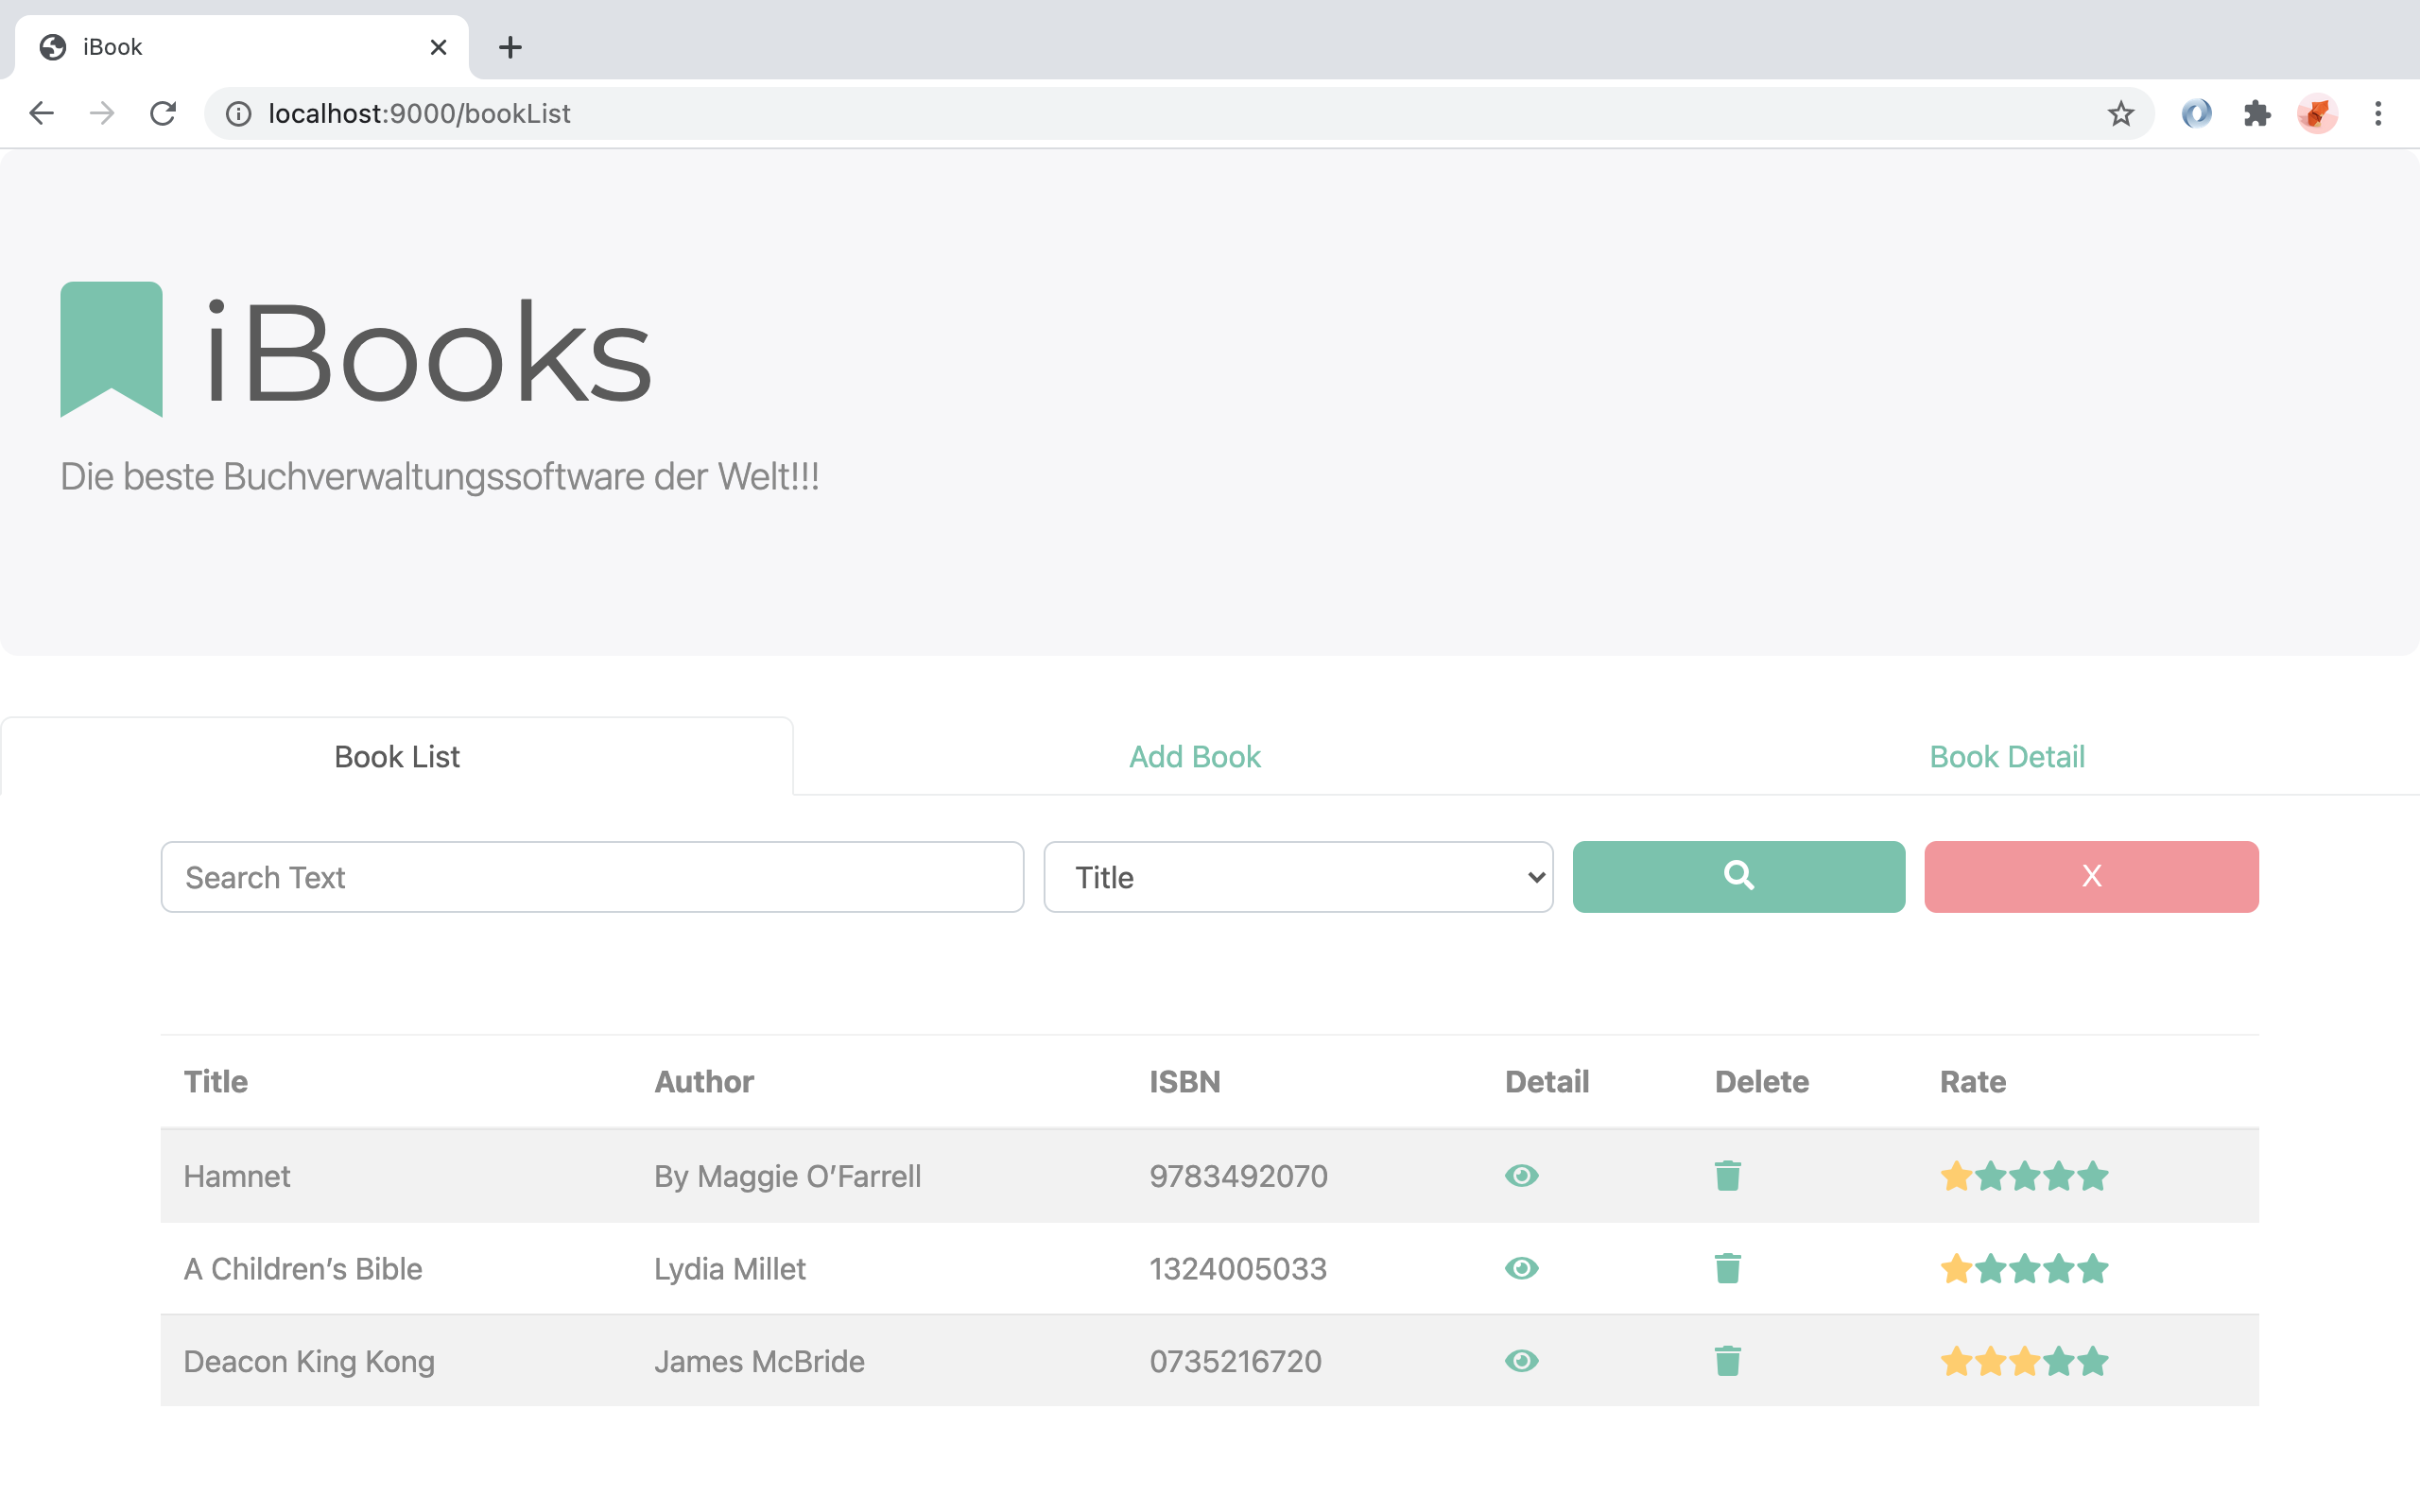 iBook
localhost:9000/bookList
iBooks
Die beste Buchverwaltungssoftware der Welt!!!
Book List Add Book Book Detail
Search Text Title X
Title Author ISBN Detail Delete Rate
Hamnet By Maggie O’Farrell 9783492070
A Children’s Bible Lydia Millet 1324005033
Deacon King Kong James McBride 0735216720